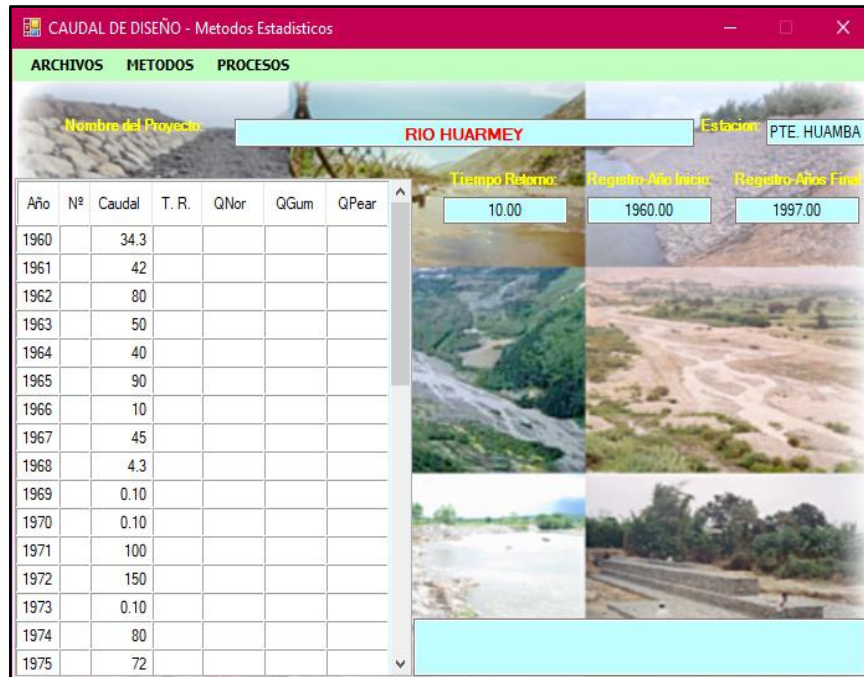 CAUDAL DE DISEÑO - Metodos Estadisticos
ARCHIVOS METODOS PROCESOS
Nombre del Proyecto: RIO HUARMEY Estacion: PTE. HUAMBA
Tiempo Retorno: Registro-Año Inicio: Registro-Años Final
10.00 1960.00 1997.00
Año Nº Caudal T. R. QNor QGum QPear
1960 34.3
1961 42
1962 80
1963 50
1964 40
1965 90
1966 10
1967 45
1968 4.3
1969 0.10
1970 0.10
1971 100
1972 150
1973 0.10
1974 80
1975 72